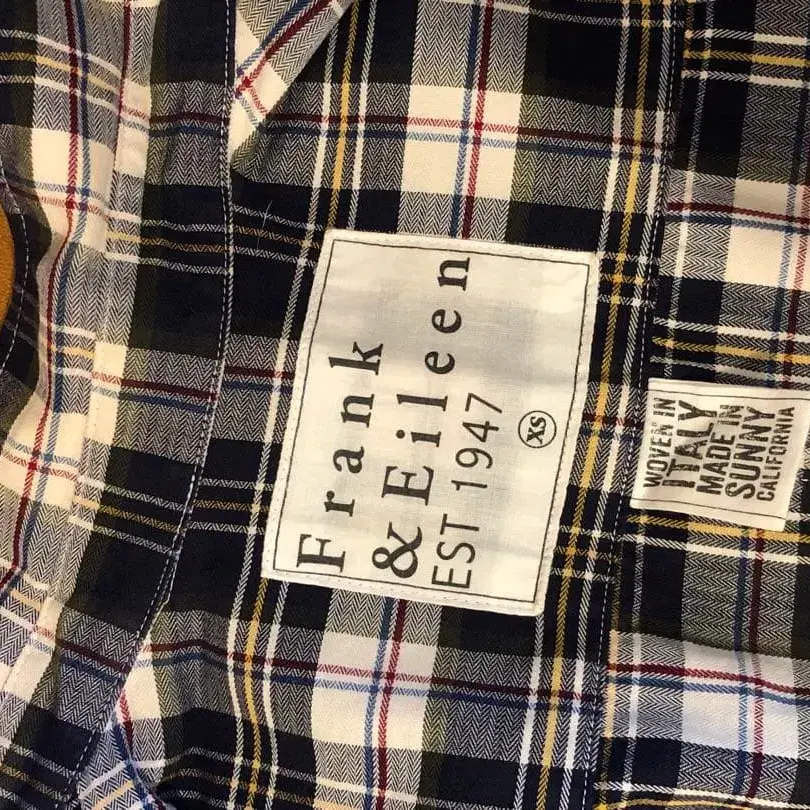 Frank
& Eileen
EST 1947
XS
WOVEN IN
ITALY
MADE IN
SUNNY
CALIFORNIA